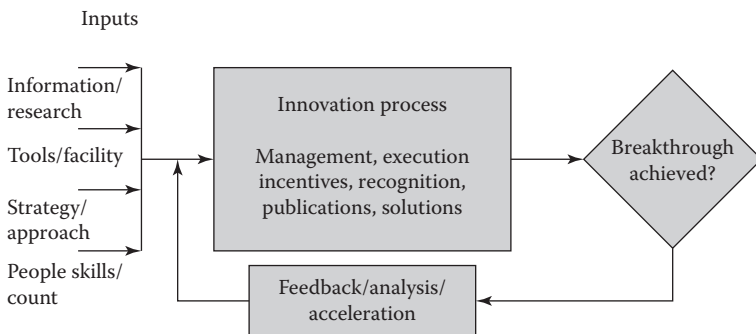 Inputs
Information/
research
Tools/facility
Strategy/
approach
People skills/
count
Innovation process
Management, execution
incentives, recognition,
publications, solutions
Breakthrough
achieved?
Feedback/analysis/
acceleration